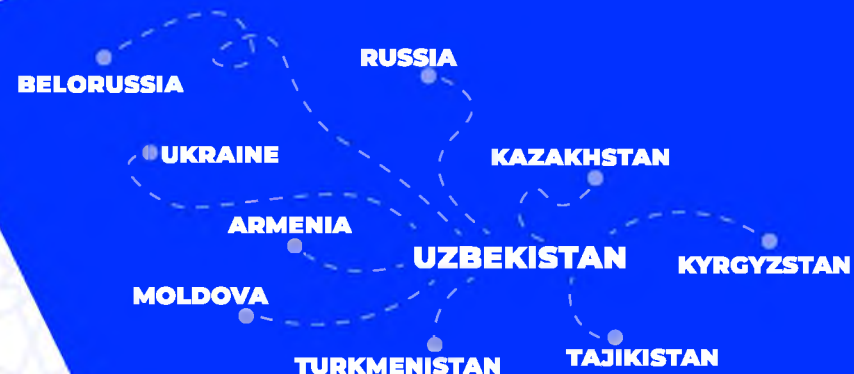 RUSSIA
BELORUSSIA
UKRAINE
KAZAKHSTAN
ARMENIA
UZBEKISTAN
KYRGYZSTAN
MOLDOVA
TURKMENISTAN
TAJIKISTAN